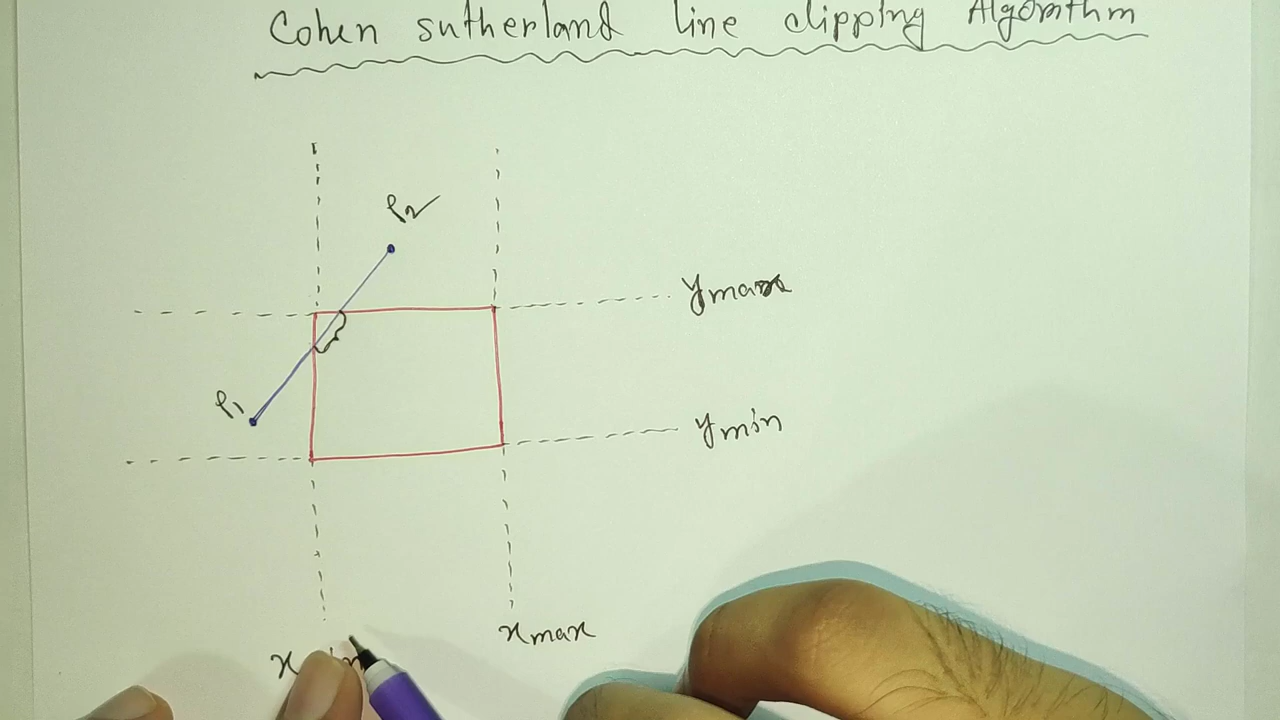 Cohen sutherland line clipping Algorithm
P2
ymax
P1
ymin
xmax
x